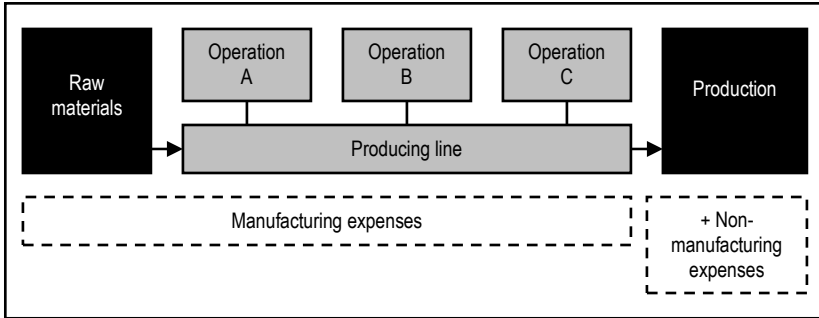 Raw
materials
Operation
A
Operation
B
Operation
C
Production
Producing line
Manufacturing expenses
+ Non-
manufacturing
expenses